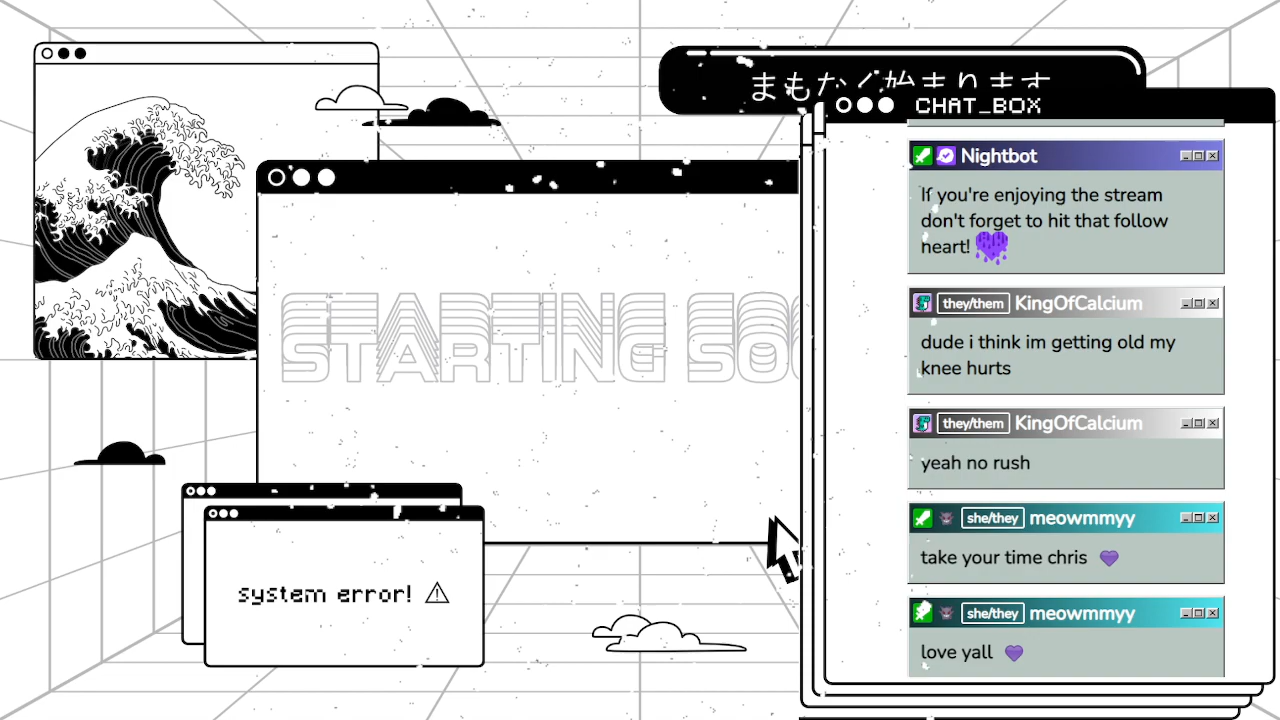 まもなく始まります
CHAT_BOX
Nightbot
If you're enjoying the stream
don't forget to hit that follow
heart!
they/them KingOfCalcium
dude i think im getting old my
knee hurts
they/them KingOfCalcium
yeah no rush
she/they meowmmyy
take your time chris
she/they meowmmyy
love yall
STARTING SOO
system error!